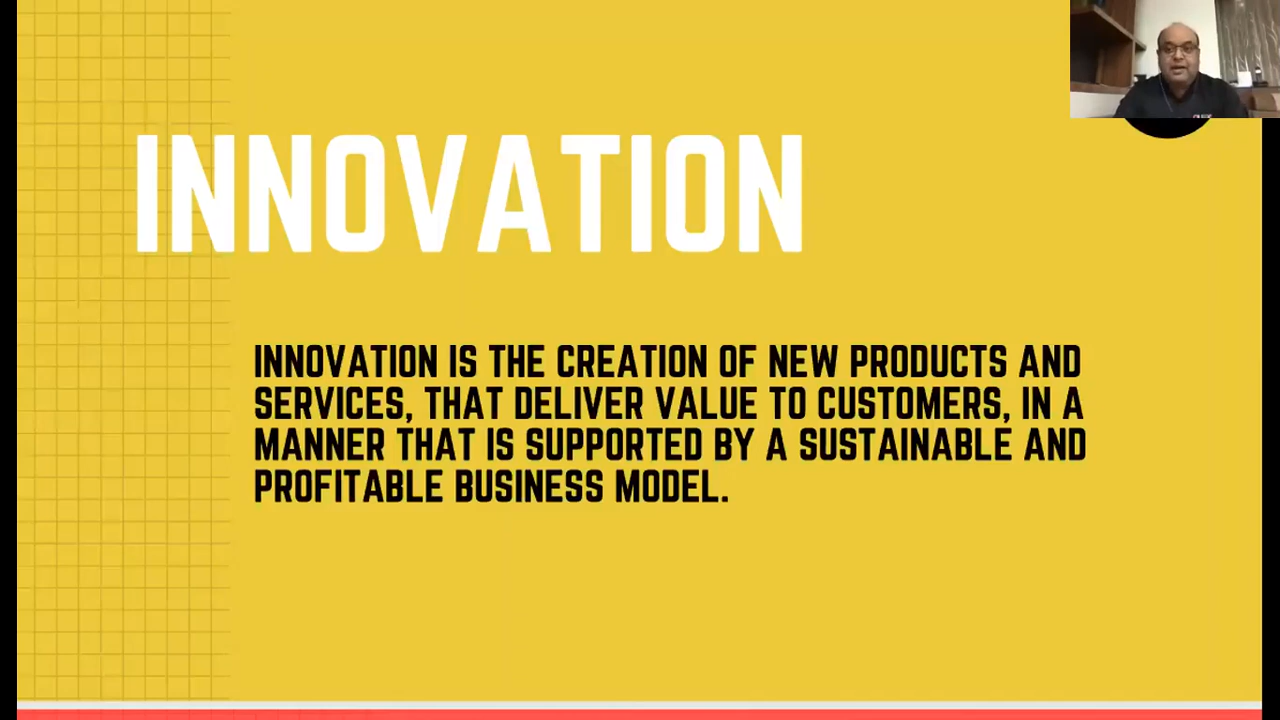 INNOVATION
INNOVATION IS THE CREATION OF NEW PRODUCTS AND
SERVICES, THAT DELIVER VALUE TO CUSTOMERS, IN A
MANNER THAT IS SUPPORTED BY A SUSTAINABLE AND
PROFITABLE BUSINESS MODEL.